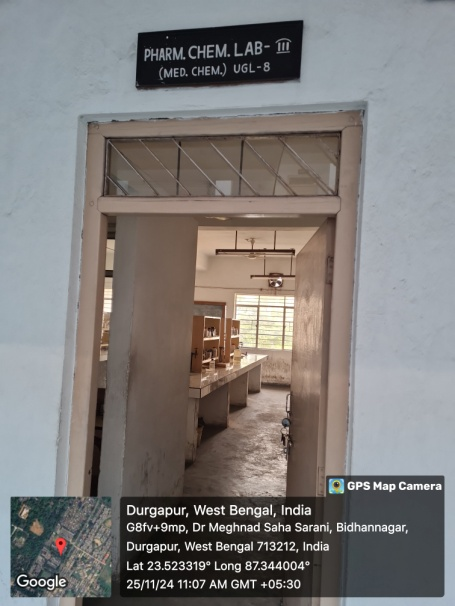 PHARM. CHEM. LAB- III
(MED. CHEM.) UGL-8
GPS Map Camera
Durgapur, West Bengal, India
G8fv+9mp, Dr Meghnad Saha Sarani, Bidhannagar,
Durgapur, West Bengal 713212, India
Lat 23.523319° Long 87.344004°
25/11/24 11:07 AM GMT +05:30
Google